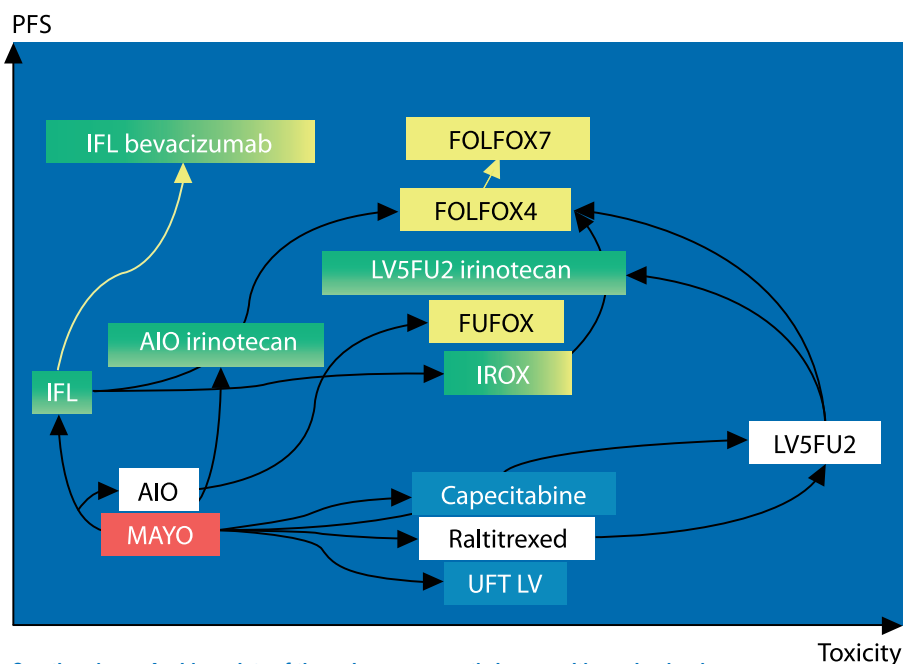 PFS
IFL bevacizumab
FOLFOX7
FOLFOX4
LV5FU2 irinotecan
FUFOX
AIO irinotecan
IROX
IFL
LV5FU2
AIO
Capecitabine
MAYO
Raltitrexed
UFT LV
Toxicity